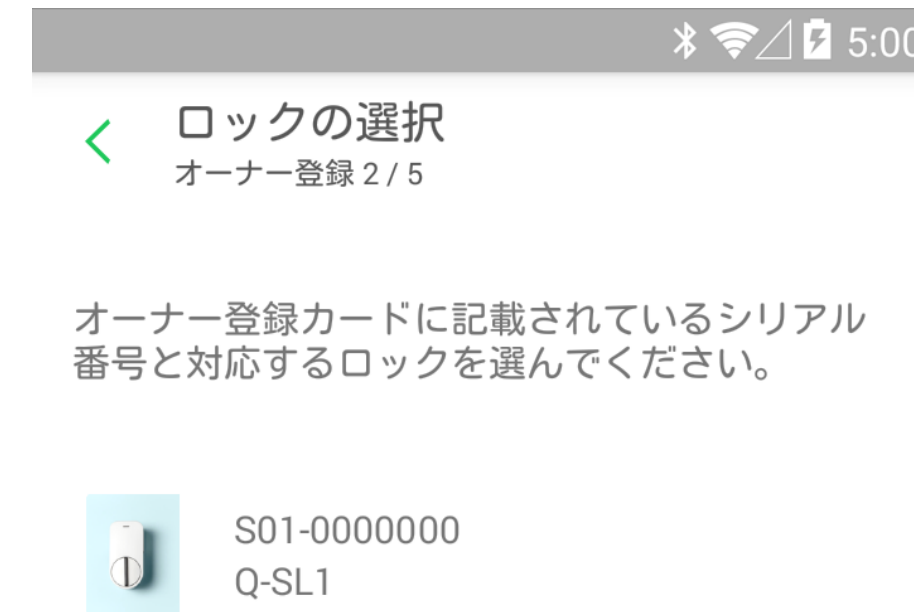 5:00
ロックの選択
オーナー登録 2 / 5
オーナー登録カードに記載されているシリアル
番号と対応するロックを選んでください。
S01-0000000
Q-SL1